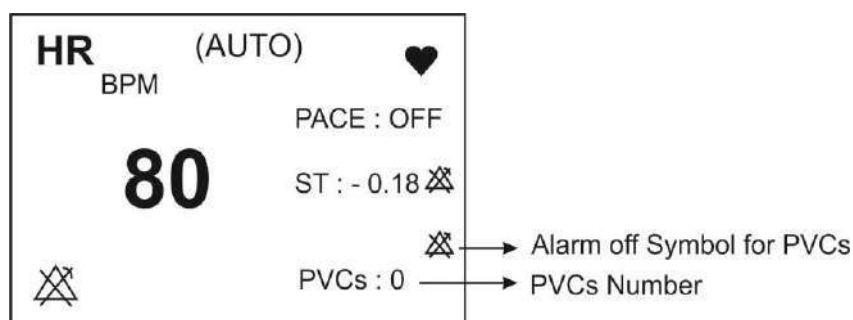 HR (AUTO)
BPM
PACE : OFF
80
ST : - 0.18
Alarm off Symbol for PVCs
PVCs : 0
PVCs Number